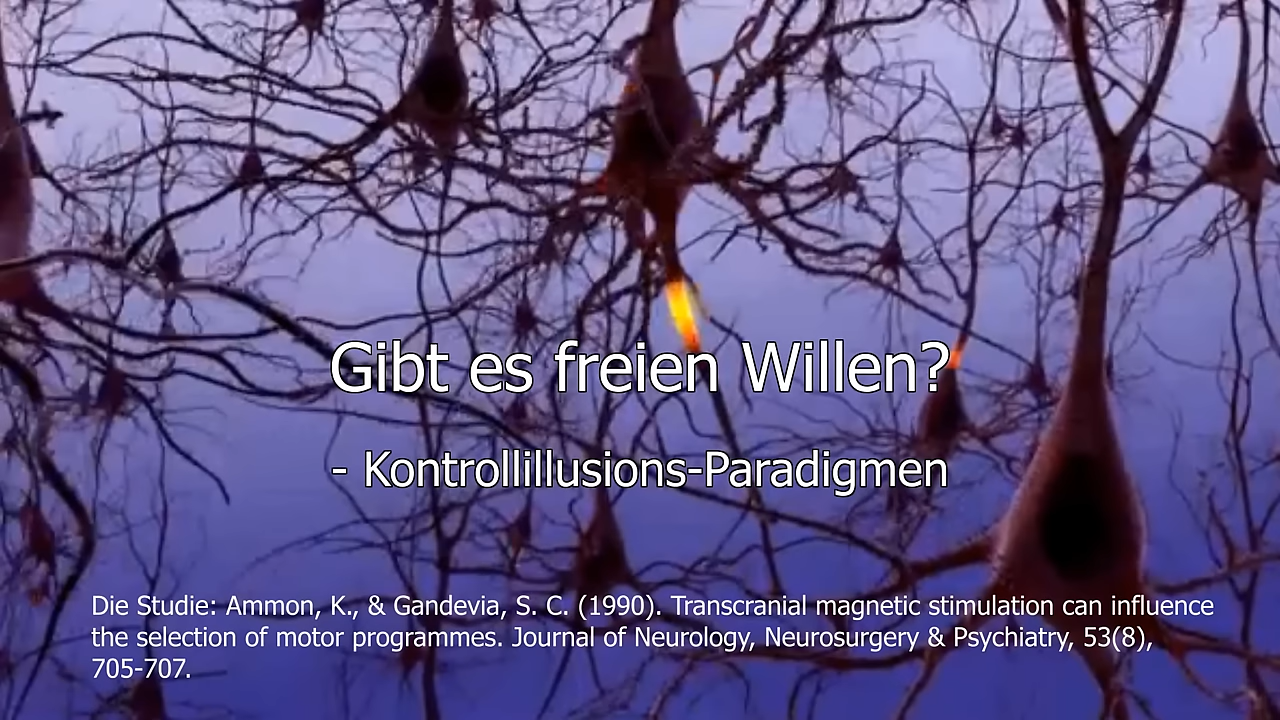 Gibt es freien Willen?
- Kontrollillusions-Paradigmen
Die Studie: Ammon, K., & Gandevia, S. C. (1990). Transcranial magnetic stimulation can influence
the selection of motor programmes. Journal of Neurology, Neurosurgery & Psychiatry, 53(8),
705-707.